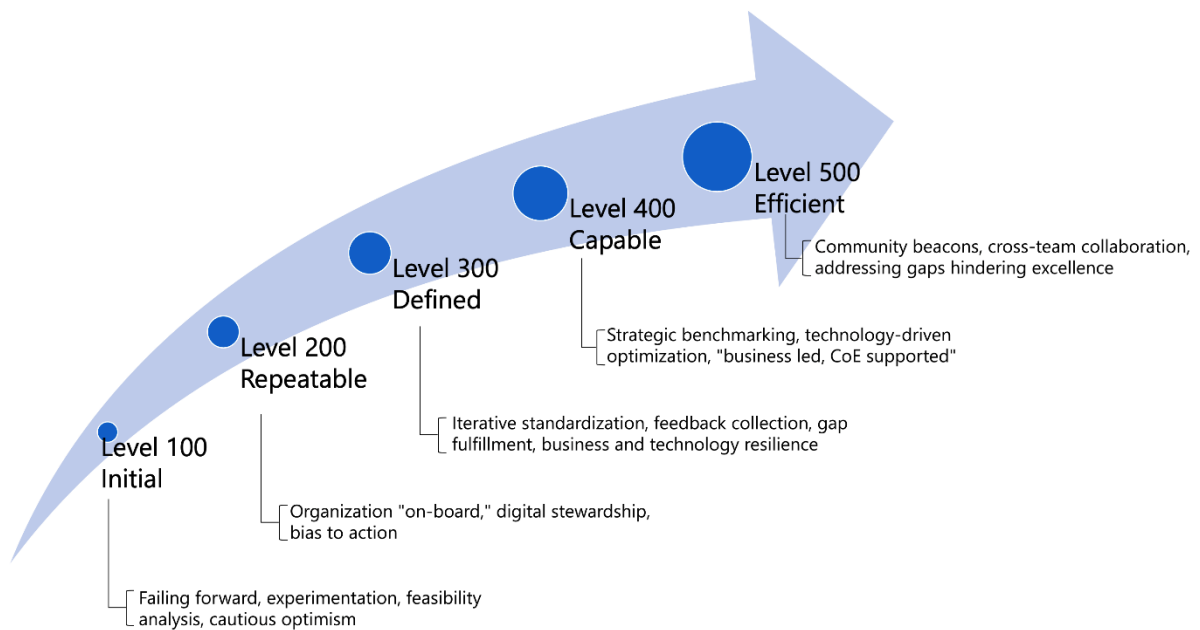 Level 500
Efficient
Community beacons, cross-team collaboration,
addressing gaps hindering excellence
Level 400
Capable
Strategic benchmarking, technology-driven
optimization, "business led, CoE supported"
Level 300
Defined
Iterative standardization, feedback collection, gap
fulfillment, business and technology resilience
Level 200
Repeatable
Organization "on-board," digital stewardship,
bias to action
Level 100
Initial
Failing forward, experimentation, feasibility
analysis, cautious optimism